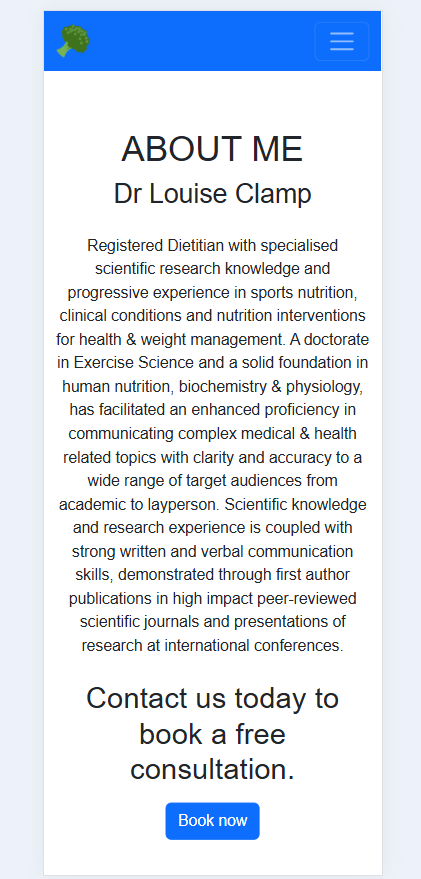 ABOUT ME
Dr Louise Clamp
Registered Dietitian with specialised
scientific research knowledge and
progressive experience in sports nutrition,
clinical conditions and nutrition interventions
for health & weight management. A doctorate
in Exercise Science and a solid foundation in
human nutrition, biochemistry & physiology,
has facilitated an enhanced proficiency in
communicating complex medical & health
related topics with clarity and accuracy to a
wide range of target audiences from
academic to layperson. Scientific knowledge
and research experience is coupled with
strong written and verbal communication
skills, demonstrated through first author
publications in high impact peer-reviewed
scientific journals and presentations of
research at international conferences.
Contact us today to
book a free
consultation.
Book now